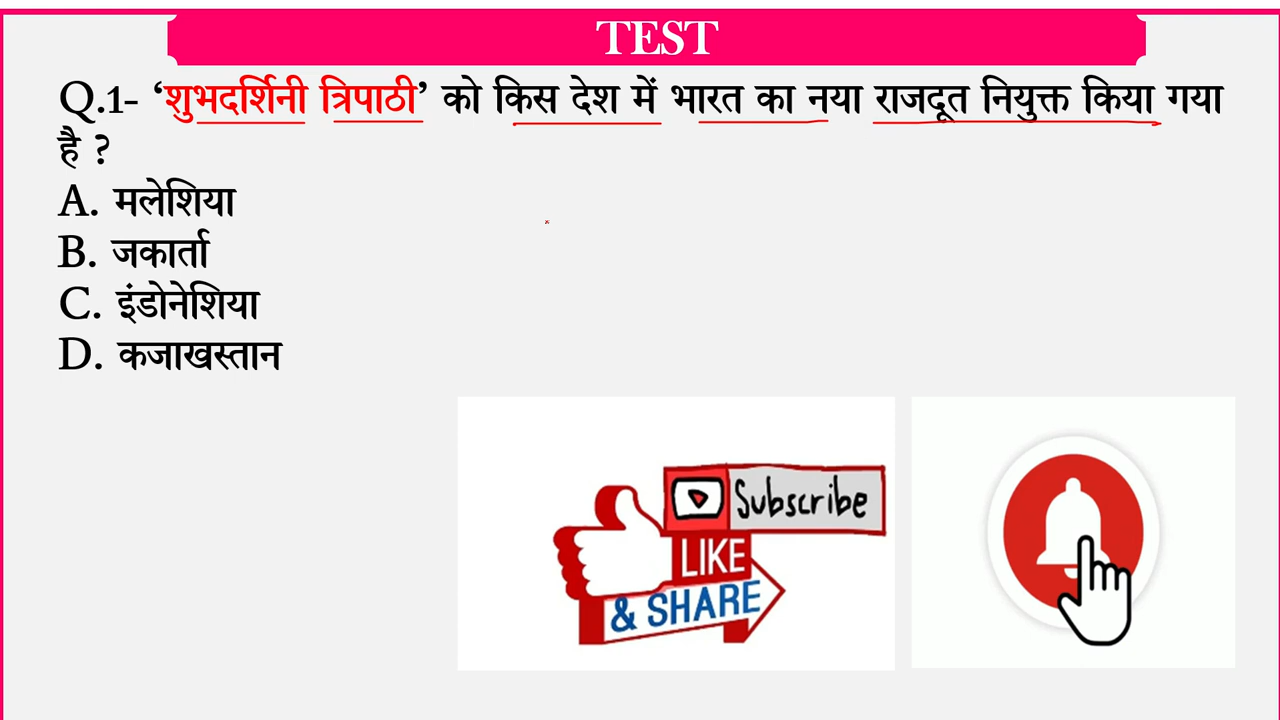 TEST
Q.1- ‘शुभदर्शिनी त्रिपाठी’ को किस देश में भारत का नया राजदूत नियुक्त किया गया
है ?
A. मलेशिया
B. जकार्ता
C. इंडोनेशिया
D. कजाखस्तान
Subscribe
LIKE
& SHARE